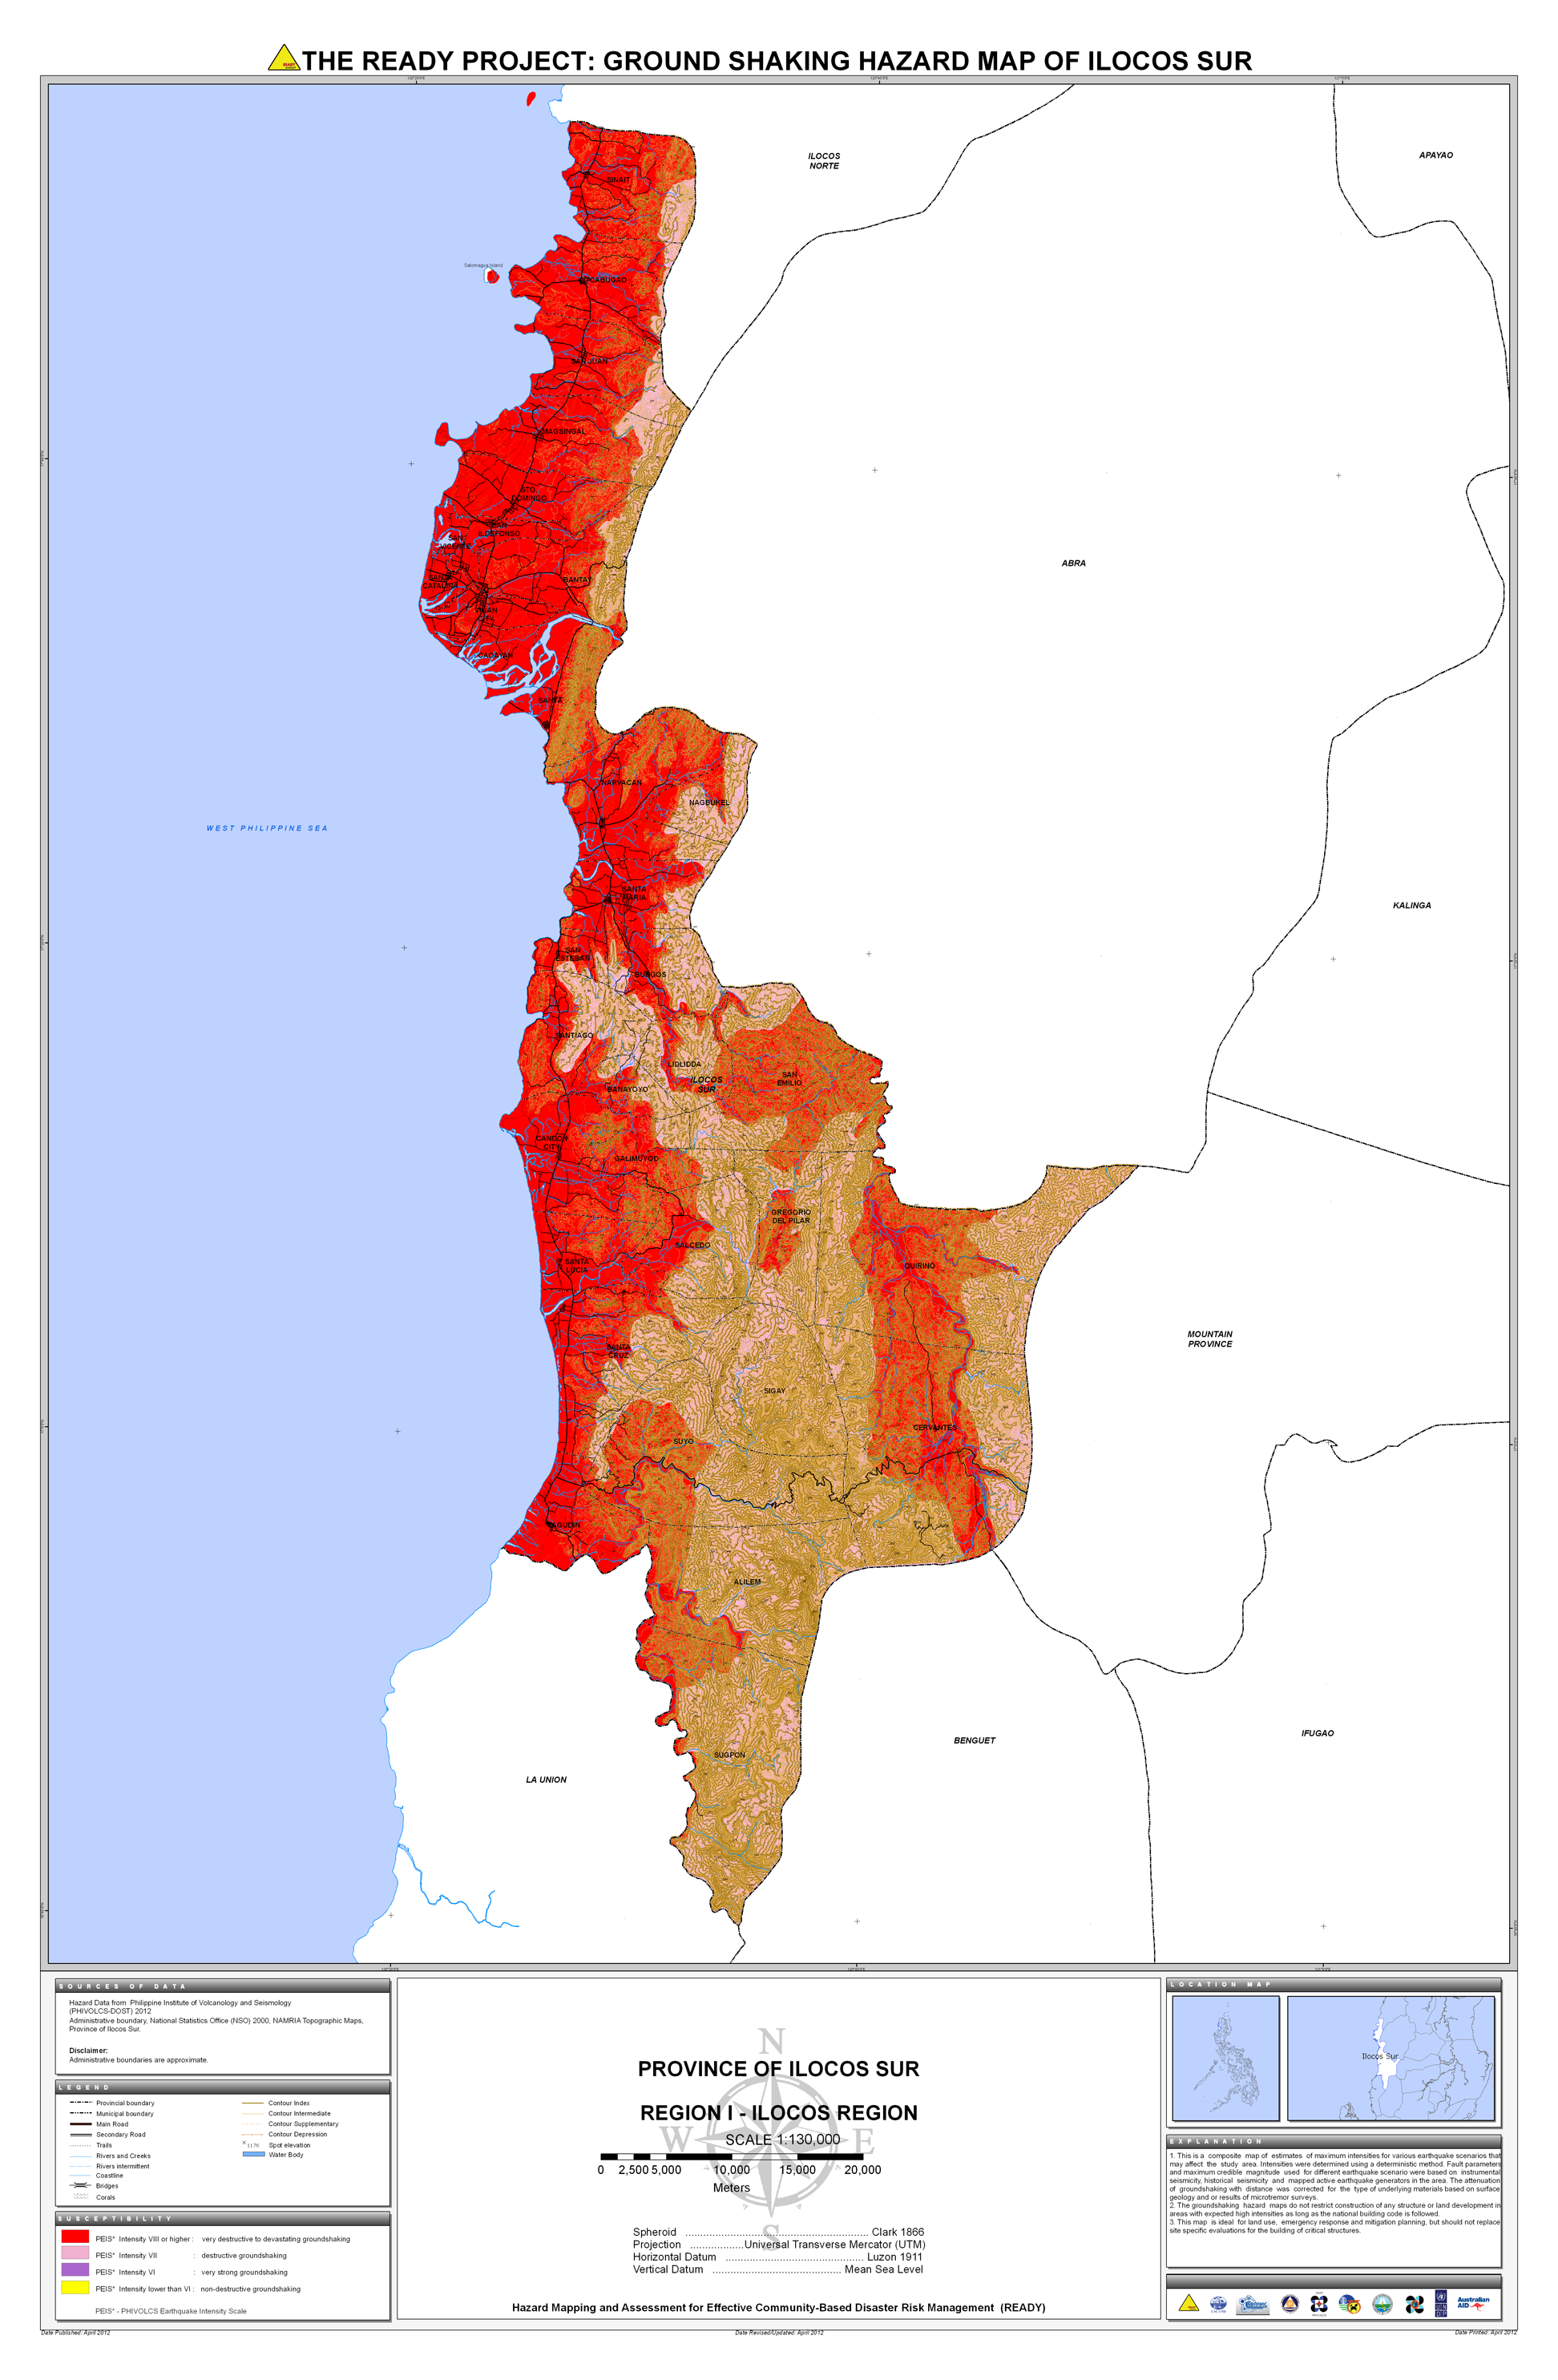 THE READY PROJECT: GROUND SHAKING HAZARD MAP OF ILOCOS SUR
ILOCOS
NORTE
APAYAO
SINAIT
Salomague Island
CABUGAO
SAN JUAN
MAGSINGAL
STO.
DOMINGO
SAN
ILDEFONSO
SAN
VICENTE
SANTA
CATALINA
BANTAY
VIGAN
CAOAYAN
SANTA
ABRA
NARVACAN
NAGBUKEL
WEST PHILIPPINE SEA
SANTA
MARIA
KALINGA
SAN
ESTEBAN
BURGOS
SANTIAGO
LIDLIDDA
ILOCOS
SUR
SAN
EMILIO
BANAYOYO
CANDON
CITY
GALIMUYOD
GREGORIO
DEL PILAR
SALCEDO
SANTA
LUCIA
QUIRINO
MOUNTAIN
PROVINCE
SANTA
CRUZ
SIGAY
CERVANTES
SUYO
TAGUDIN
ALILEM
SUGPON
BENGUET
IFUGAO
LA UNION
SOURCES OF DATA
Hazard Data from Philippine Institute of Volcanology and Seismology
(PHIVOLCS-DOST) 2012
Administrative boundary, National Statistics Office (NSO) 2000, NAMRIA Topographic Maps,
Province of Ilocos Sur.
Disclaimer:
Administrative boundaries are approximate.
LEGEND
Provincial boundary
Municipal boundary
Main Road
Secondary Road
Trails
Rivers and Creeks
Rivers intermittent
Coastline
Bridges
Corals
Contour Index
Contour Intermediate
Contour Supplementary
Contour Depression
1176 Spot elevation
Water Body
SUSCEPTIBILITY
PEIS* Intensity VIII or higher : very destructive to devastating groundshaking
PEIS* Intensity VII : destructive groundshaking
PEIS* Intensity VI : very strong groundshaking
PEIS* Intensity lower than VI : non-destructive groundshaking
PEIS* - PHIVOLCS Earthquake Intensity Scale
N
W
E
S
PROVINCE OF ILOCOS SUR
REGION I - ILOCOS REGION
SCALE 1:130,000
0 2,500 5,000 10,000 15,000 20,000
Meters
Spheroid ........ Clark 1866
Projection ........ Universal Transverse Mercator (UTM)
Horizontal Datum ........ Luzon 1911
Vertical Datum ........ Mean Sea Level
Hazard Mapping and Assessment for Effective Community-Based Disaster Risk Management (READY)
LOCATION MAP
Ilocos Sur
EXPLANATION
1. This is a composite map of estimates of maximum intensities for various earthquake scenarios that
may affect the study area. Intensities were determined using a deterministic method. Fault parameters
and maximum credible magnitude used for different earthquake scenario were based on instrumental
seismicity, historical seismicity and mapped active earthquake generators in the area. The attenuation
of groundshaking with distance was corrected for the type of underlying materials based on surface
geology and or results of microtremor surveys.
2. The groundshaking hazard maps do not restrict construction of any structure or land development in
areas with expected high intensities as long as the national building code is followed.
3. This map is ideal for land use, emergency response and mitigation planning, but should not replace
site specific evaluations for the building of critical structures.
Australian
AID
Date Published: April 2012
Date Revised/Updated: April 2012
Date Printed: April 2012